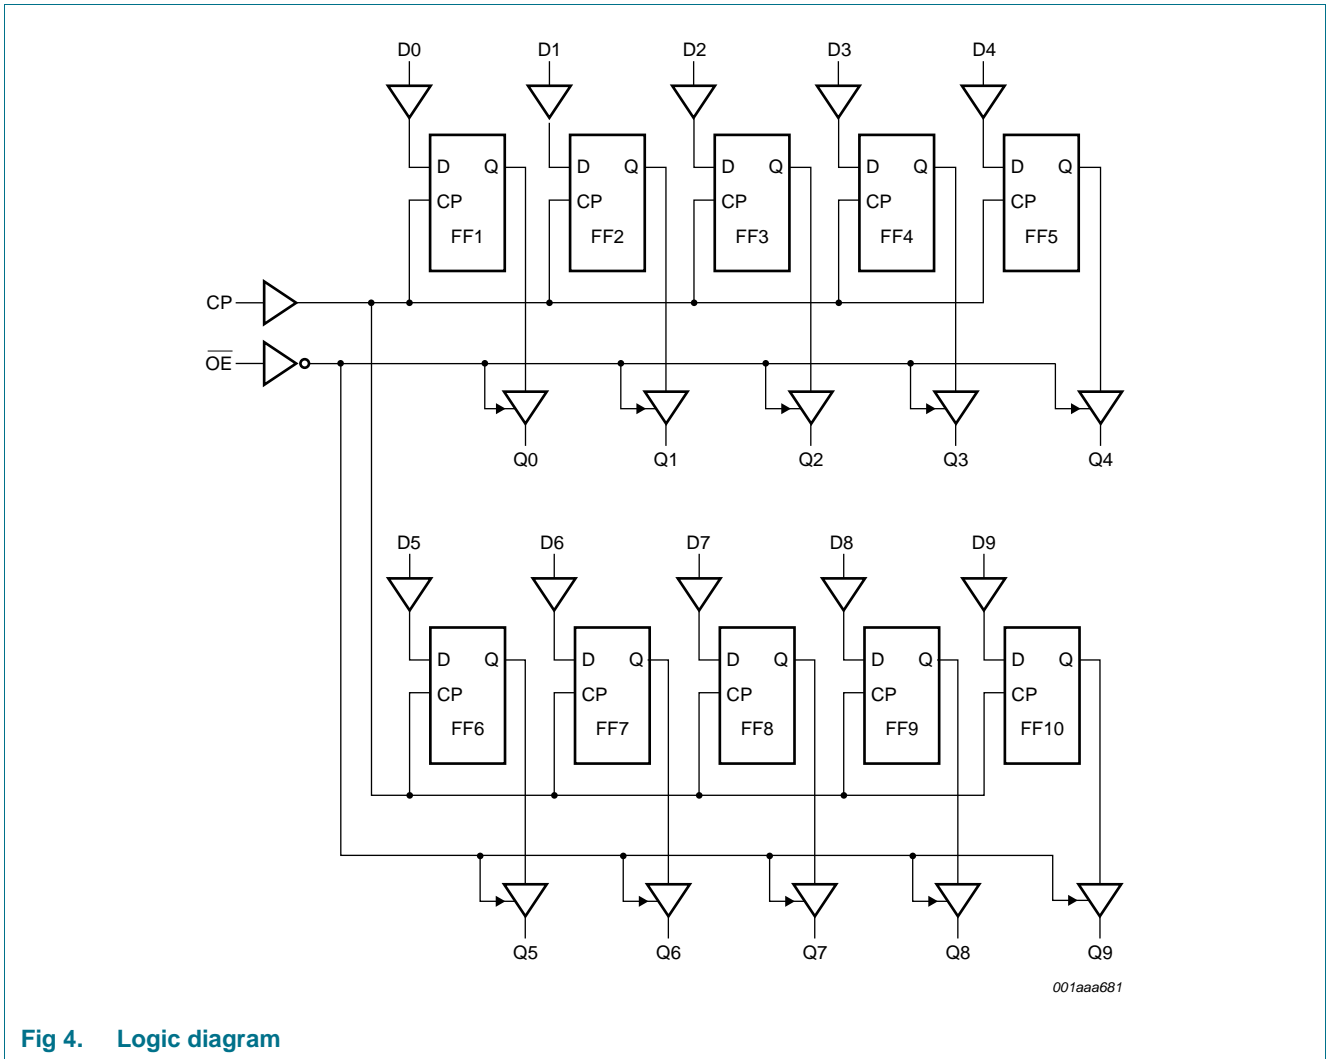 D0 D1 D2 D3 D4
D Q D Q D Q D Q D Q
CP CP CP CP CP
FF1 FF2 FF3 FF4 FF5
CP
OE
Q0 Q1 Q2 Q3 Q4
D5 D6 D7 D8 D9
D Q D Q D Q D Q D Q
CP CP CP CP CP
FF6 FF7 FF8 FF9 FF10
Q5 Q6 Q7 Q8 Q9
001aaa681
Fig 4. Logic diagram